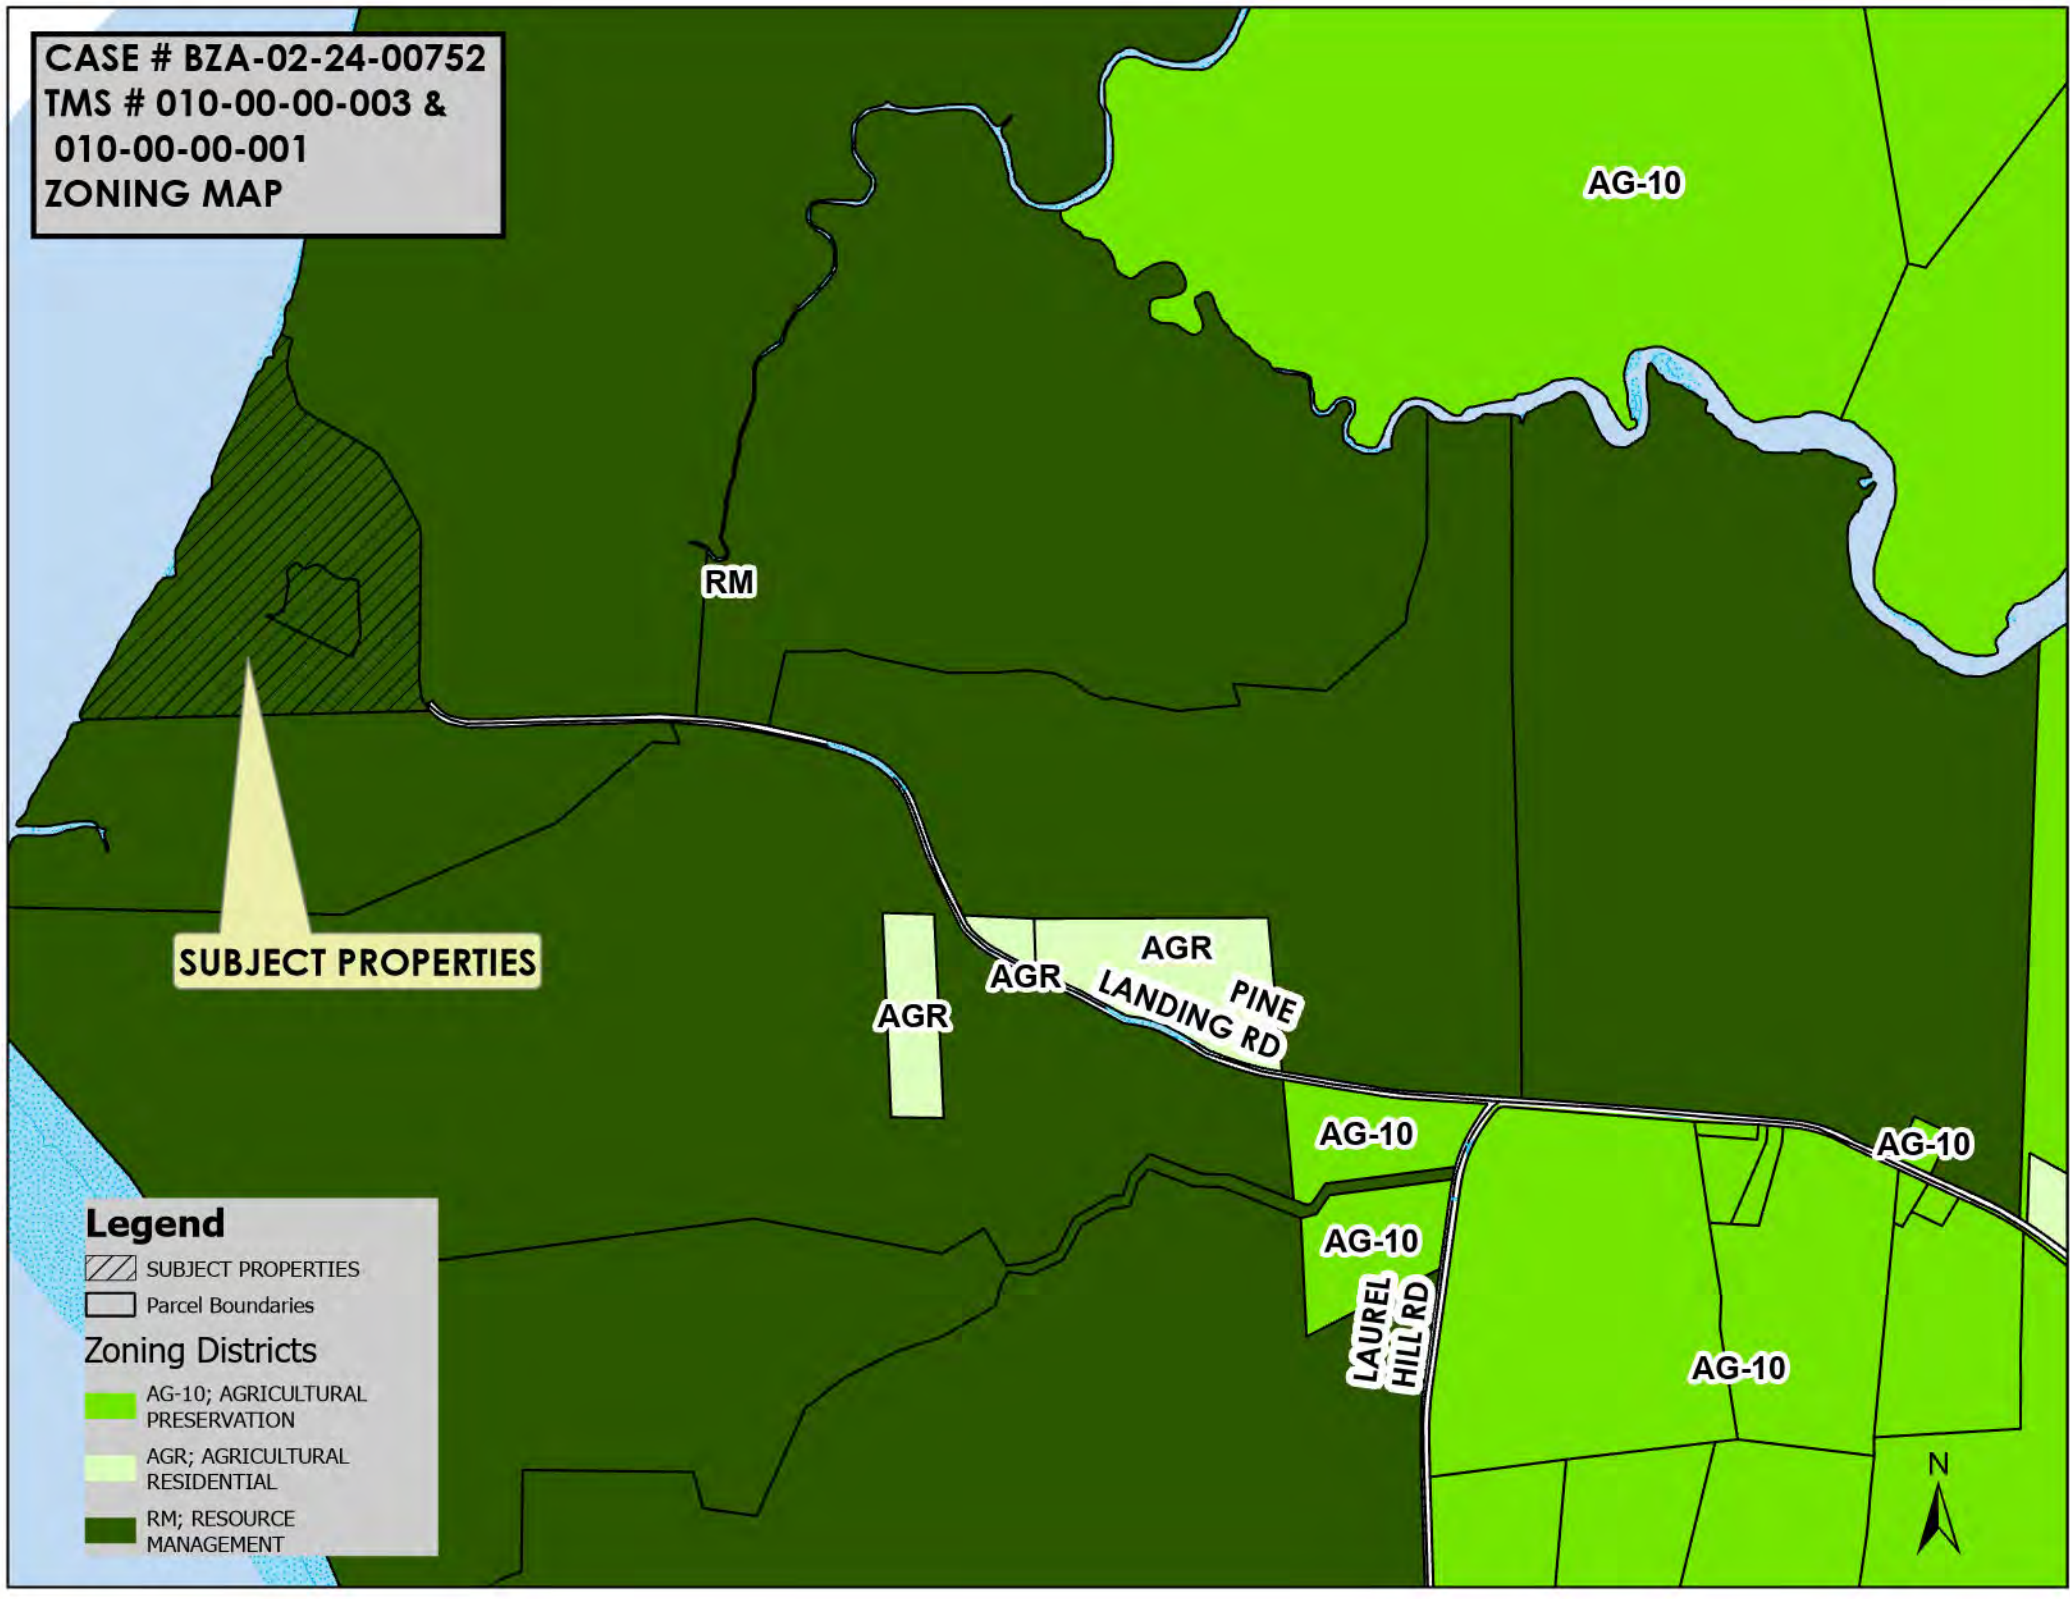 CASE # BZA-02-24-00752
TMS # 010-00-00-003 &
010-00-00-001
ZONING MAP
AG-10
RM
SUBJECT PROPERTIES
AGR
AGR
AGR
PINE
LANDING RD
AG-10
AG-10
AG-10
LAUREL
HILL RD
AG-10
N
Legend
SUBJECT PROPERTIES
Parcel Boundaries
Zoning Districts
AG-10; AGRICULTURAL
PRESERVATION
AGR; AGRICULTURAL
RESIDENTIAL
RM; RESOURCE
MANAGEMENT